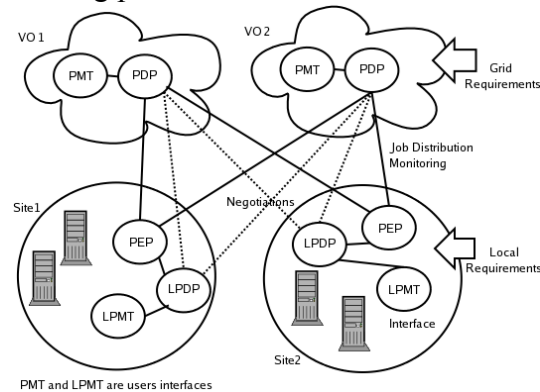 VO 1
VO 2
PMT
PDP
PMT
PDP
Grid
Requirements
Job Distribution
Monitoring
Site1
Negotiations
PEP
PEP
LPDP
Local
Requirements
LPDP
LPMT
LPMT
Interface
Site2
PMT and LPMT are users interfaces